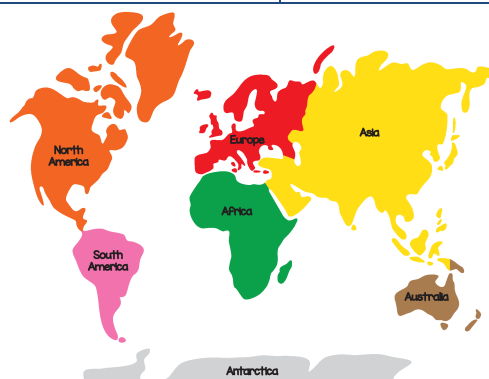 North
America
Europe
Asia
Africa
South
America
Australia
Antarctica